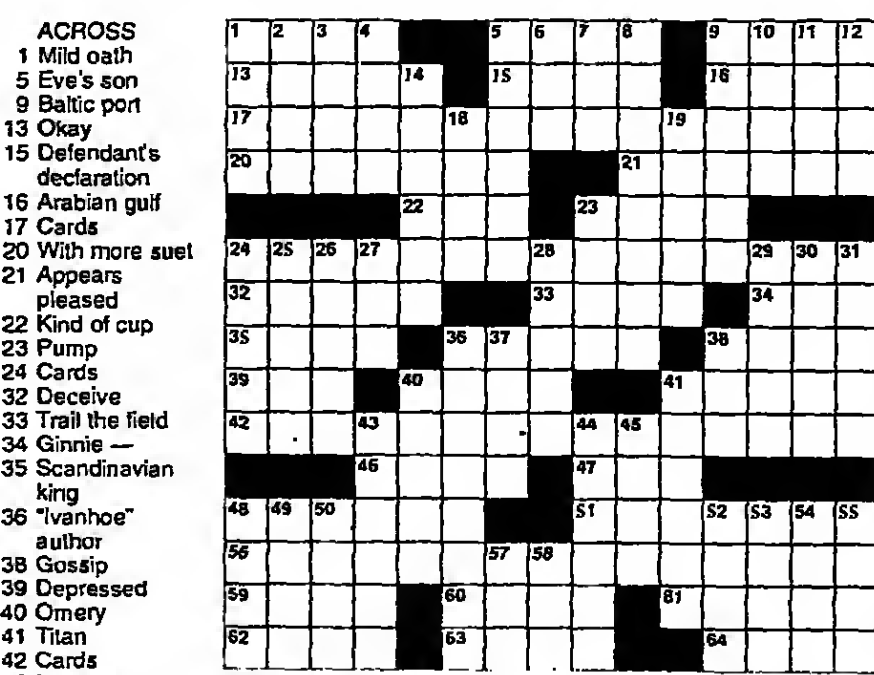 ACROSS
1 Mild oath
5 Eve's son
9 Baltic port
13 Okay
15 Defendant's
declaration
16 Arabian gulf
17 Cards
20 With more suet
21 Appears
pleased
22 Kind of cup
23 Pump
24 Cards
32 Deceive
33 Trail the field
34 Ginnie —
35 Scandinavian
king
36 "Ivanhoe"
author
38 Gossip
39 Depressed
40 Ornery
41 Titan
42 Cards
1 2 3 4 5 6 7 8 9 10 11 12
13 14 15 16
17 18 19
20 21
22 23
24 25 26 27 28 29 30 31
32 33 34
35 36 37 38
39 40 41
42 43 44 45
46 47
48 49 50 51 52 53 54 55
56 57 58
59 60 61
62 63 64